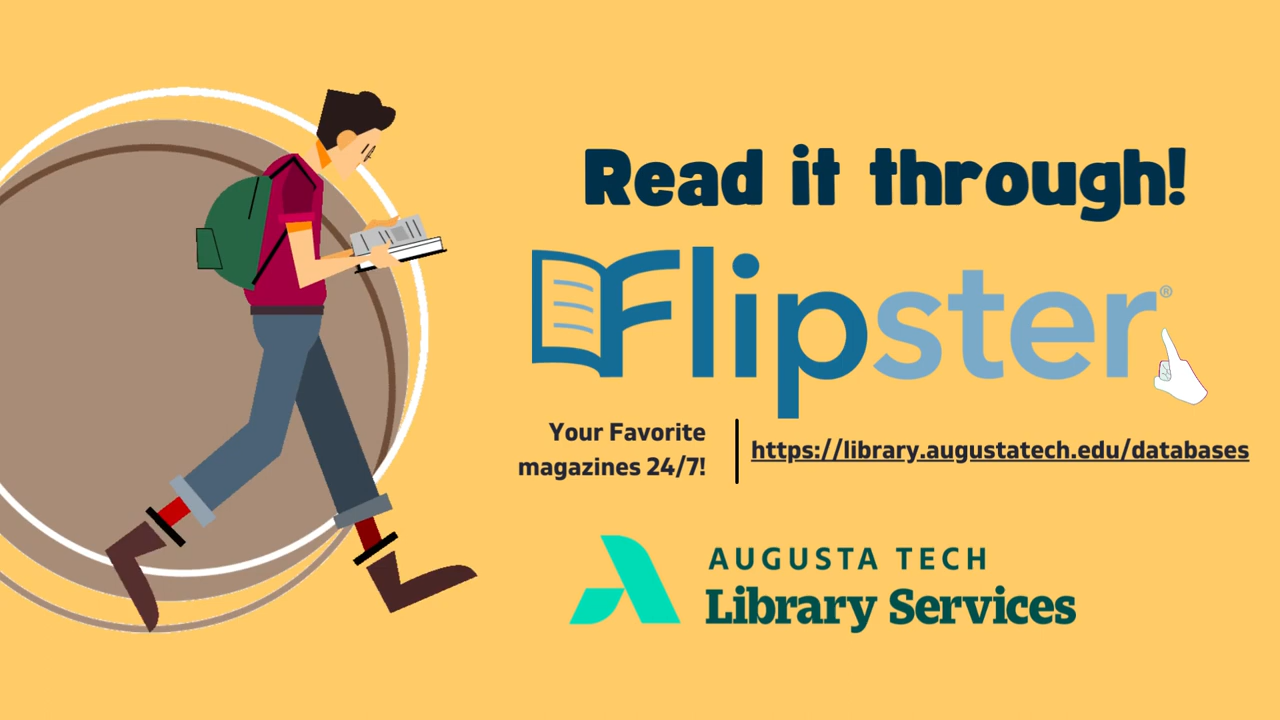 Read it through!
Flipster®
Your Favorite
magazines 24/7!
https://library.augustatech.edu/databases
AUGUSTA TECH
Library Services